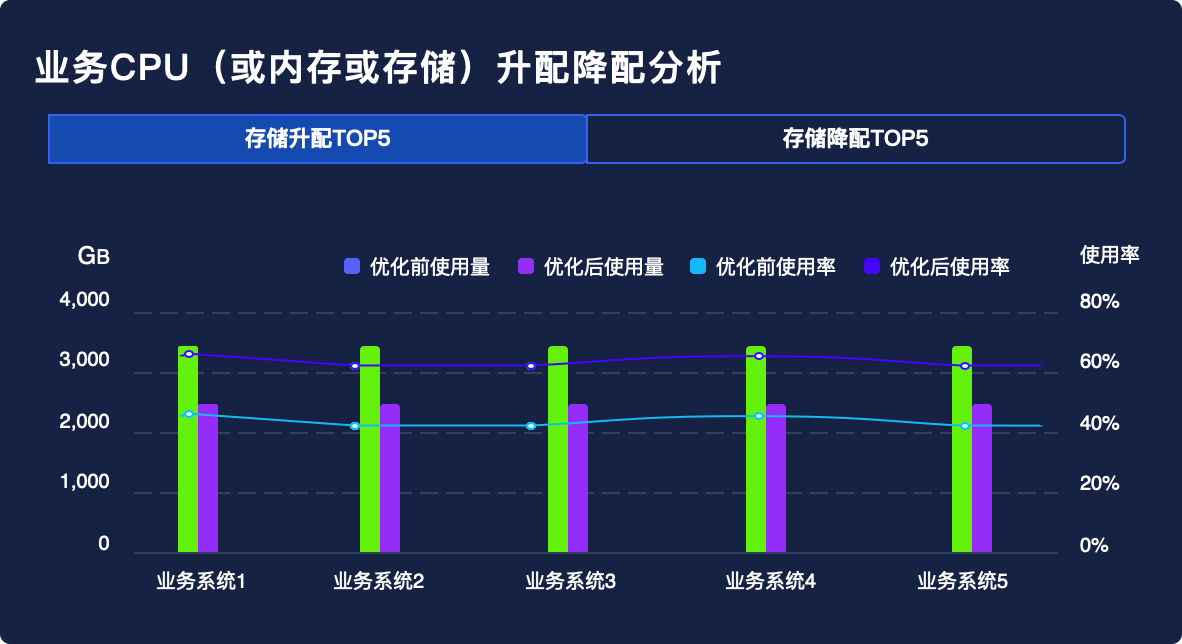 业务CPU（或内存或存储）升配降配分析
存储升配TOP5
存储降配TOP5
GB
优化前使用量
优化后使用量
优化前使用率
优化后使用率
使用率
4,000
80%
3,000
60%
2,000
40%
1,000
20%
0
0%
业务系统1
业务系统2
业务系统3
业务系统4
业务系统5